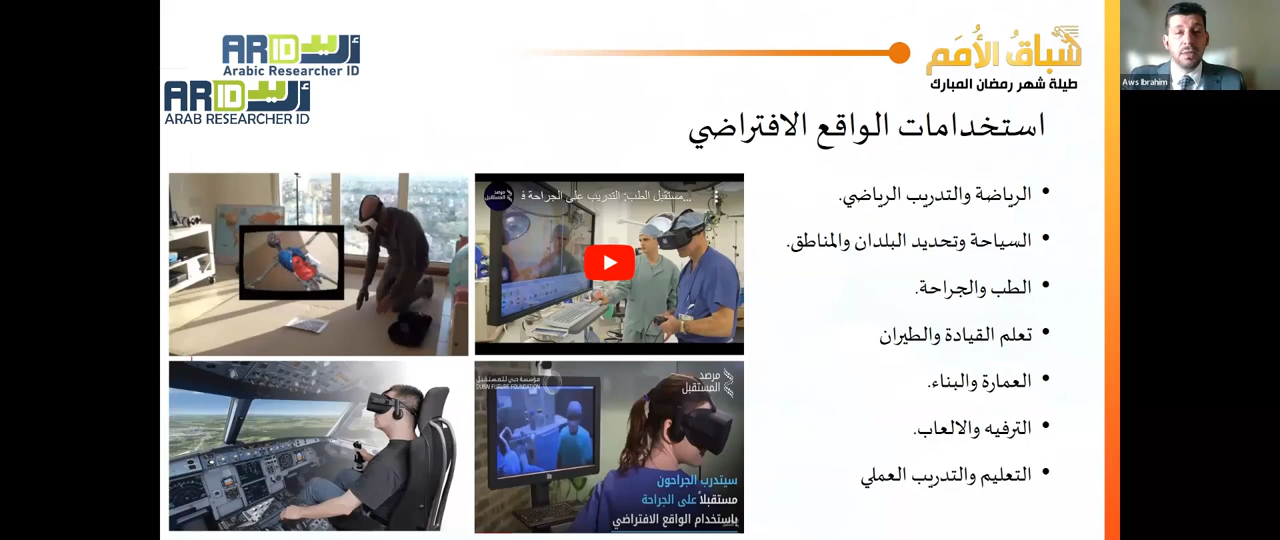 أريد ARID
Arabic Researcher ID
أريد ARID
ARAB RESEARCHER ID
سباقُ الأُمَم
طيلة شهر رمضان المبارك
Aws Ibrahim
استخدامات الواقع الافتراضي
• الرياضة والتدريب الرياضي.
• السياحة وتحديد البلدان والمناطق.
• الطب والجراحة.
• تعلم القيادة والطيران
• العمارة والبناء.
• الترفيه والالعاب.
• التعليم والتدريب العملي
مرصد المستقبل
مستقبل الطب: التدريب على الجراحة ف...
مؤسسة دبي للمستقبل
DUBAI FUTURE FOUNDATION
مرصد
المستقبل
سيتدرب الجراحون
مستقبلاً على الجراحة
باستخدام الواقع الافتراضي